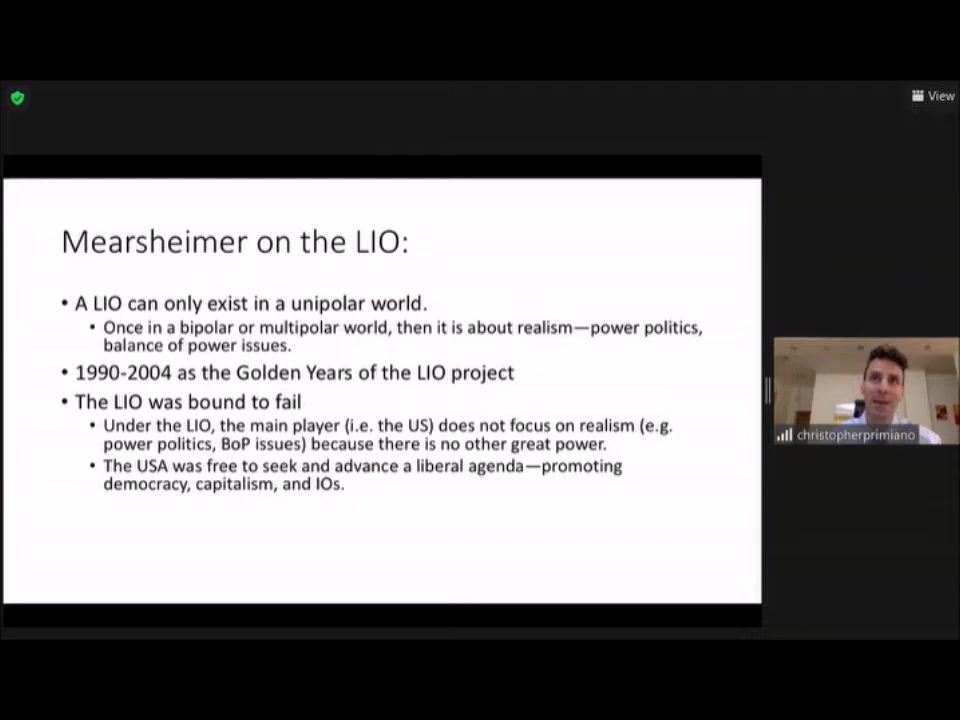 View
Mearsheimer on the LIO:
• A LIO can only exist in a unipolar world.
• Once in a bipolar or multipolar world, then it is about realism—power politics,
balance of power issues.
• 1990-2004 as the Golden Years of the LIO project
• The LIO was bound to fail
• Under the LIO, the main player (i.e. the US) does not focus on realism (e.g.
power politics, BoP issues) because there is no other great power.
• The USA was free to seek and advance a liberal agenda—promoting
democracy, capitalism, and IOs.
christopherprimiano